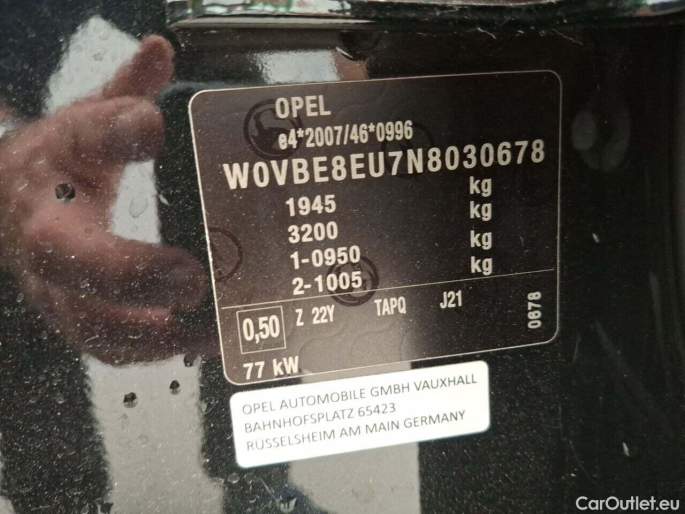 OPEL
e4*2007/46*0996
W0VBE8EU7N8030678
1945 kg
3200 kg
1-0950 kg
2-1005 kg
0,50 Z 22Y TAPQ J21 0678
77 kW
OPEL AUTOMOBILE GMBH VAUXHALL
BAHNHOFSPLATZ 65423
RÜSSELSHEIM AM MAIN GERMANY
CarOutlet.eu